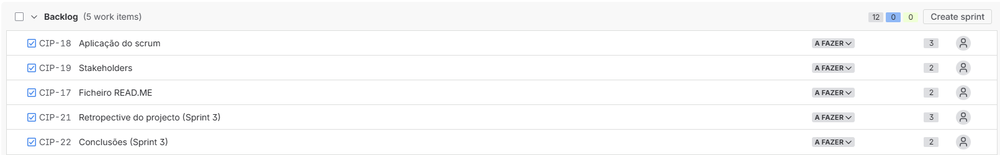 Backlog (5 work items) 12 0 0 Create sprint
CIP-18 Aplicação do scrum A FAZER 3
CIP-19 Stakeholders A FAZER 2
CIP-17 Ficheiro READ.ME A FAZER 2
CIP-21 Retropective do projecto (Sprint 3) A FAZER 3
CIP-22 Conclusões (Sprint 3) A FAZER 2